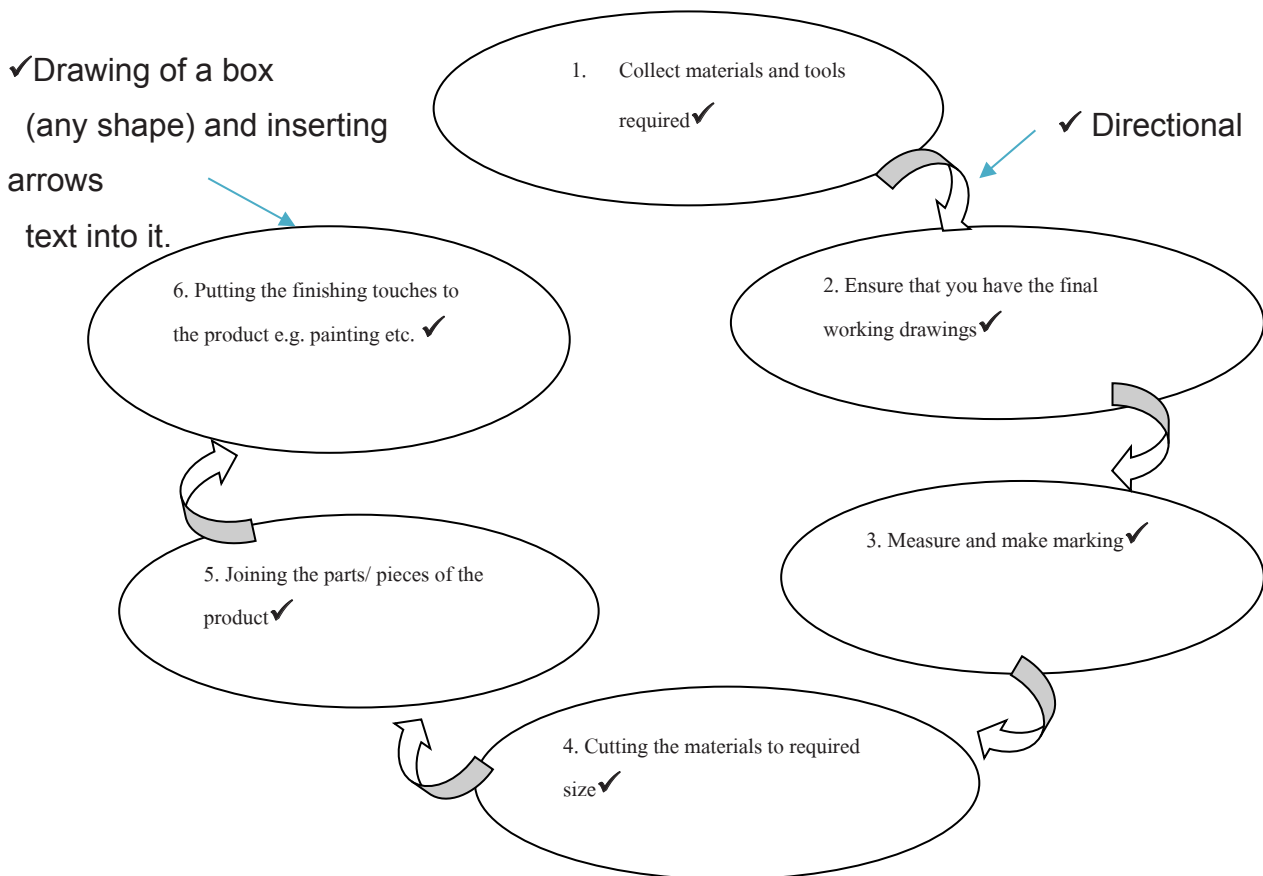 ✓Drawing of a box
(any shape) and inserting
arrows
text into it.
1. Collect materials and tools
required✓
✓ Directional
2. Ensure that you have the final
working drawings✓
3. Measure and make marking✓
4. Cutting the materials to required
size✓
5. Joining the parts/ pieces of the
product✓
6. Putting the finishing touches to
the product e.g. painting etc. ✓